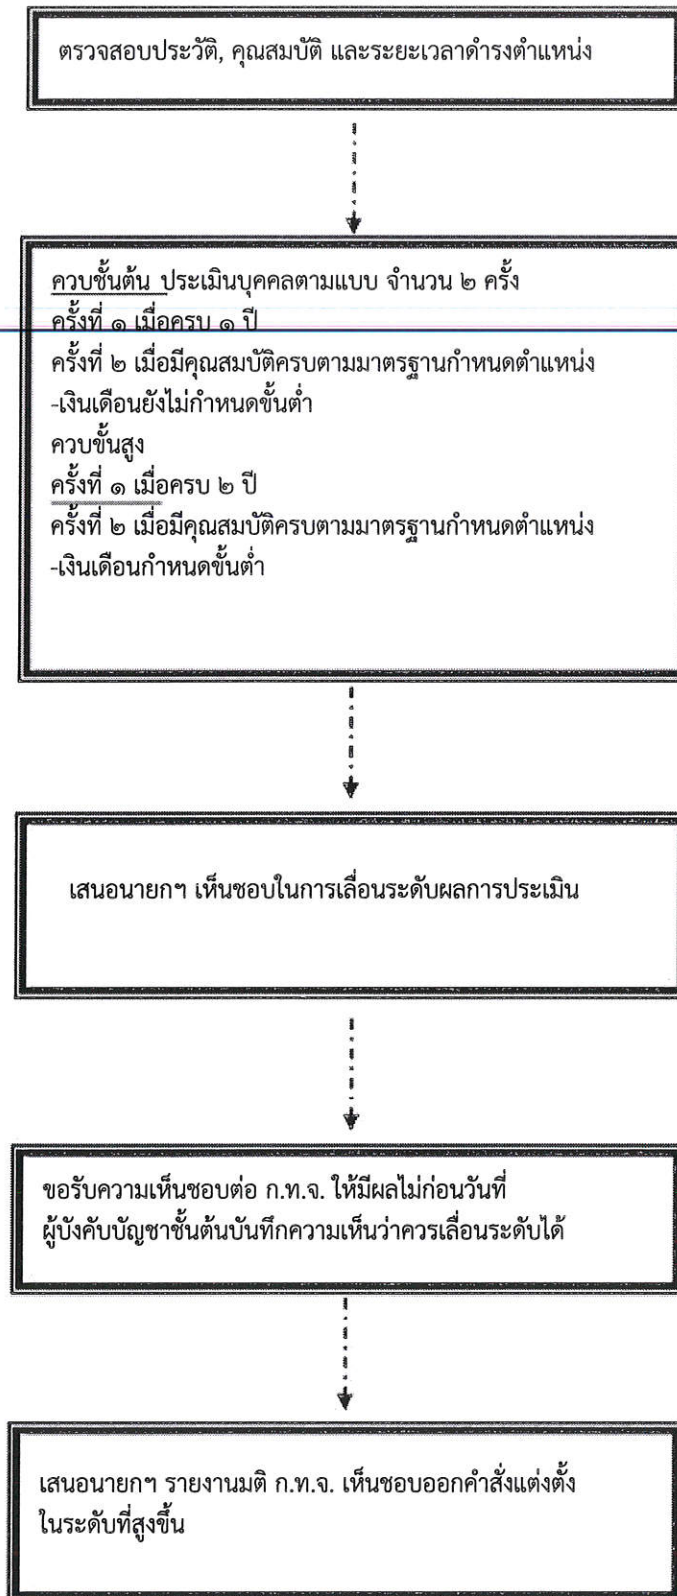 ตรวจสอบประวัติ, คุณสมบัติ และระยะเวลาดำรงตำแหน่ง
ควบชั้นต้น ประเมินบุคคลตามแบบ จำนวน ๒ ครั้ง
ครั้งที่ ๑ เมื่อครบ ๑ ปี
ครั้งที่ ๒ เมื่อมีคุณสมบัติครบตามมาตรฐานกำหนดตำแหน่ง
-เงินเดือนยังไม่กำหนดขั้นต่ำ
ควบขั้นสูง
ครั้งที่ ๑ เมื่อครบ ๒ ปี
ครั้งที่ ๒ เมื่อมีคุณสมบัติครบตามมาตรฐานกำหนดตำแหน่ง
-เงินเดือนกำหนดขั้นต่ำ
เสนอนายกฯ เห็นชอบในการเลื่อนระดับผลการประเมิน
ขอรับความเห็นชอบต่อ ก.ท.จ. ให้มีผลไม่ก่อนวันที่
ผู้บังคับบัญชาชั้นต้นบันทึกความเห็นว่าควรเลื่อนระดับได้
เสนอนายกฯ รายงานมติ ก.ท.จ. เห็นชอบออกคำสั่งแต่งตั้ง
ในระดับที่สูงขึ้น